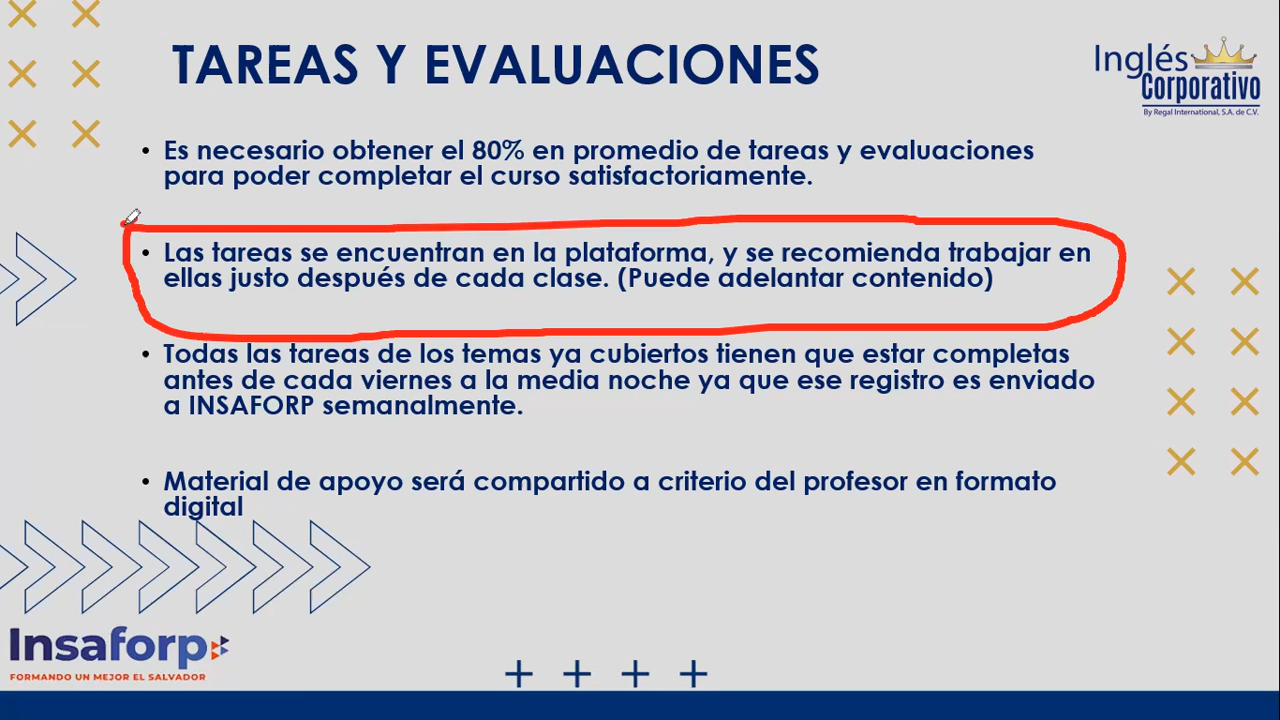 TAREAS Y EVALUACIONES
Inglés
Corporativo
By Regal International, S.A. de C.V.
• Es necesario obtener el 80% en promedio de tareas y evaluaciones
para poder completar el curso satisfactoriamente.
• Las tareas se encuentran en la plataforma, y se recomienda trabajar en
ellas justo después de cada clase. (Puede adelantar contenido)
• Todas las tareas de los temas ya cubiertos tienen que estar completas
antes de cada viernes a la media noche ya que ese registro es enviado
a INSAFORP semanalmente.
• Material de apoyo será compartido a criterio del profesor en formato
digital
Insaforp
FORMANDO UN MEJOR EL SALVADOR